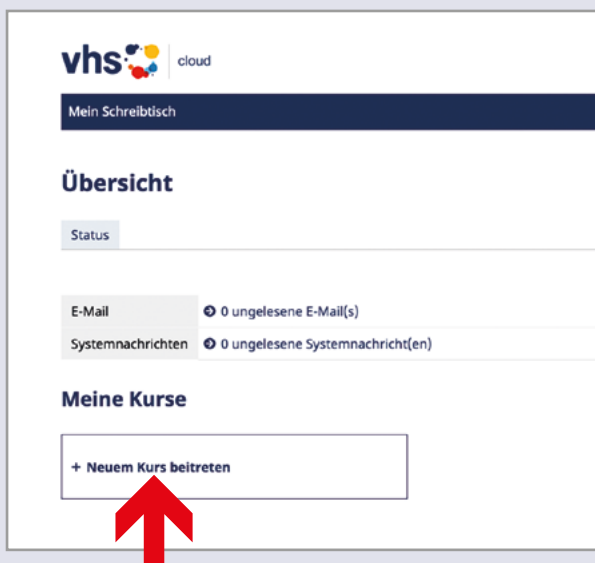 vhs cloud
Mein Schreibtisch
Übersicht
Status
E-Mail 0 ungelesene E-Mail(s)
Systemnachrichten 0 ungelesene Systemnachricht(en)
Meine Kurse
+ Neuem Kurs beitreten